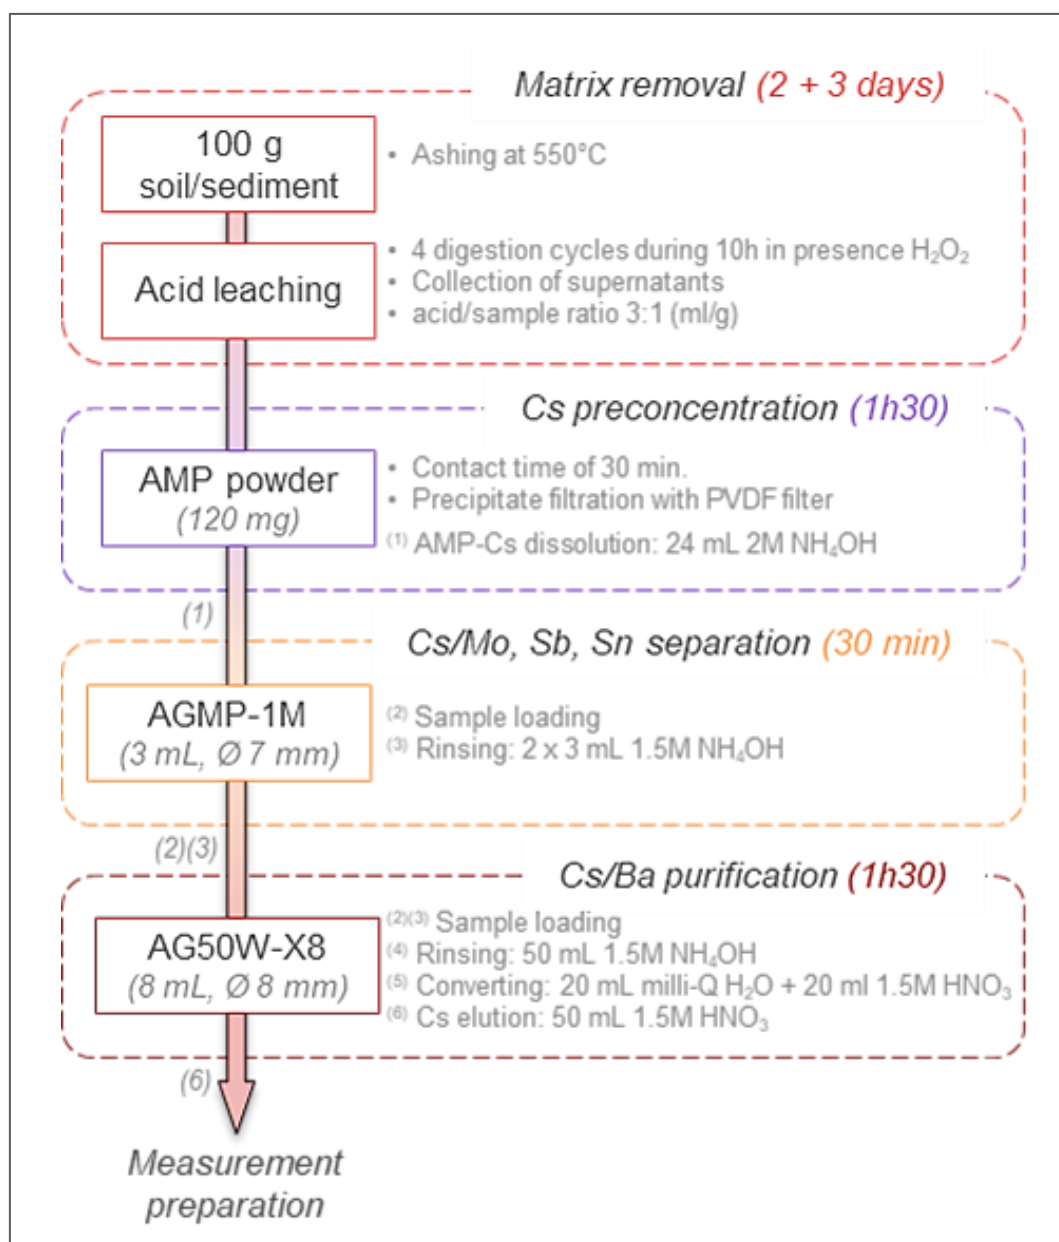 Matrix removal (2 + 3 days)
100 g
soil/sediment
• Ashing at 550°C
Acid leaching
• 4 digestion cycles during 10h in presence H₂O₂
• Collection of supernatants
• acid/sample ratio 3:1 (ml/g)
Cs preconcentration (1h30)
AMP powder
(120 mg)
• Contact time of 30 min.
• Precipitate filtration with PVDF filter
(1) AMP-Cs dissolution: 24 mL 2M NH₄OH
(1)
Cs/Mo, Sb, Sn separation (30 min)
AGMP-1M
(3 mL, Ø 7 mm)
(2) Sample loading
(3) Rinsing: 2 x 3 mL 1.5M NH₄OH
(2)(3)
Cs/Ba purification (1h30)
AG50W-X8
(8 mL, Ø 8 mm)
(2)(3) Sample loading
(4) Rinsing: 50 mL 1.5M NH₄OH
(5) Converting: 20 mL milli-Q H₂O + 20 ml 1.5M HNO₃
(6) Cs elution: 50 mL 1.5M HNO₃
(6)
Measurement
preparation